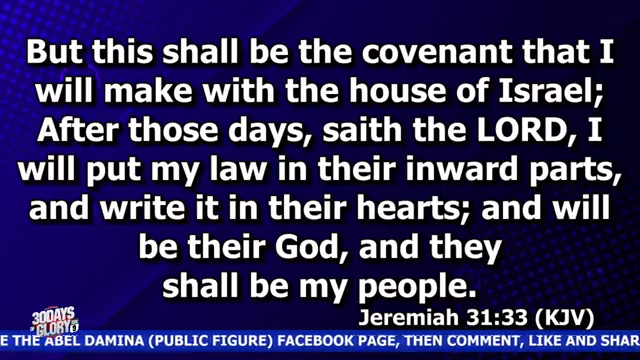 But this shall be the covenant that I
will make with the house of Israel;
After those days, saith the LORD, I
will put my law in their inward parts,
and write it in their hearts; and will
be their God, and they
shall be my people.
Jeremiah 31:33 (KJV)
30DAYS
OF GLORY
E THE ABEL DAMINA (PUBLIC FIGURE) FACEBOOK PAGE, THEN COMMENT, LIKE AND SHAR